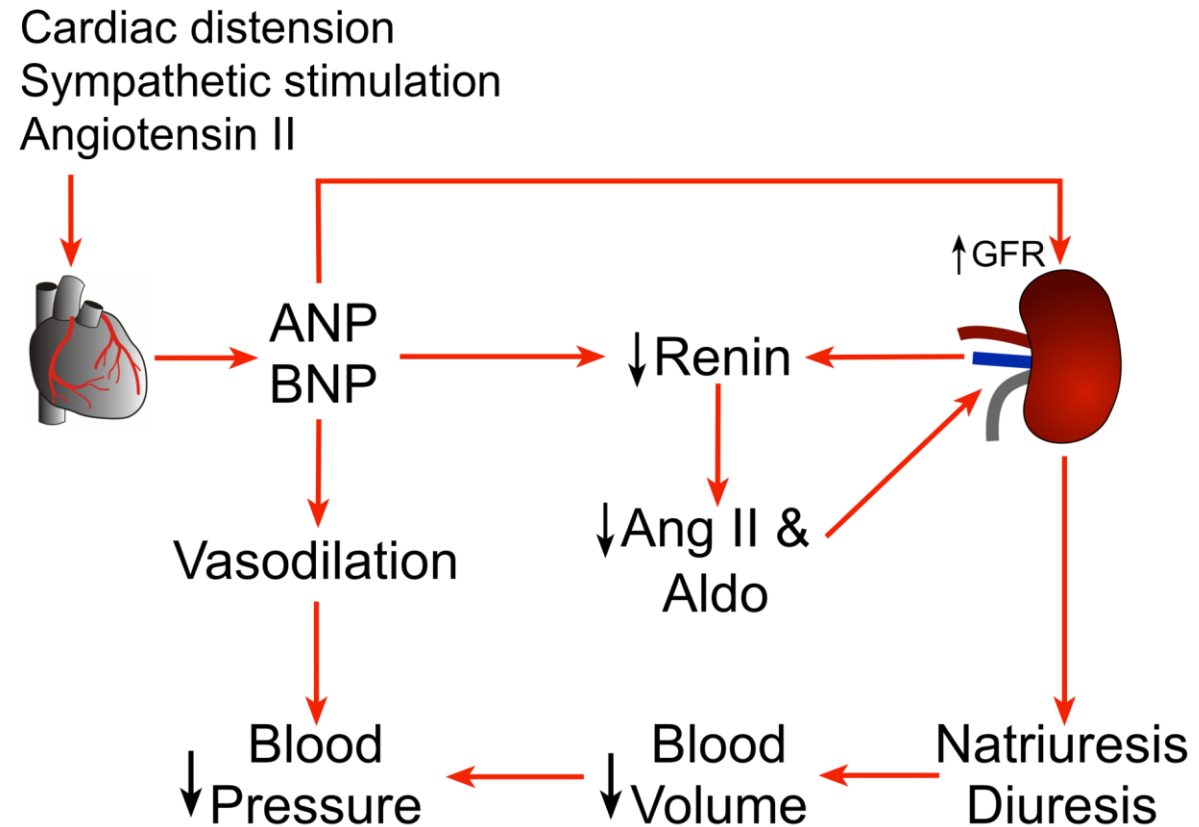 Cardiac distension
Sympathetic stimulation
Angiotensin II
↑GFR
ANP
BNP
↓Renin
↓Ang II &
Aldo
Vasodilation
Blood
↓Pressure
Blood
↓Volume
Natriuresis
Diuresis